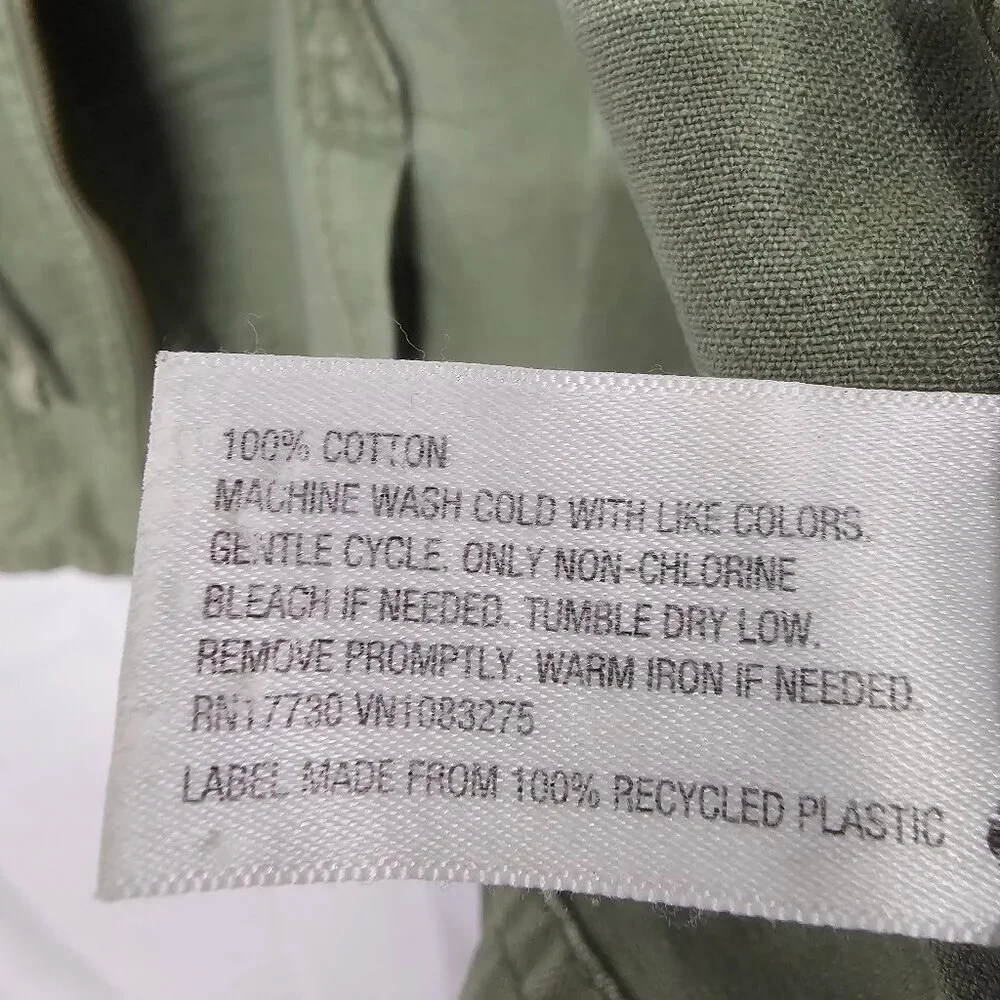 100% COTTON
MACHINE WASH COLD WITH LIKE COLORS.
GENTLE CYCLE. ONLY NON-CHLORINE
BLEACH IF NEEDED. TUMBLE DRY LOW.
REMOVE PROMPTLY. WARM IRON IF NEEDED.
RN17730 VN1083275
LABEL MADE FROM 100% RECYCLED PLASTIC